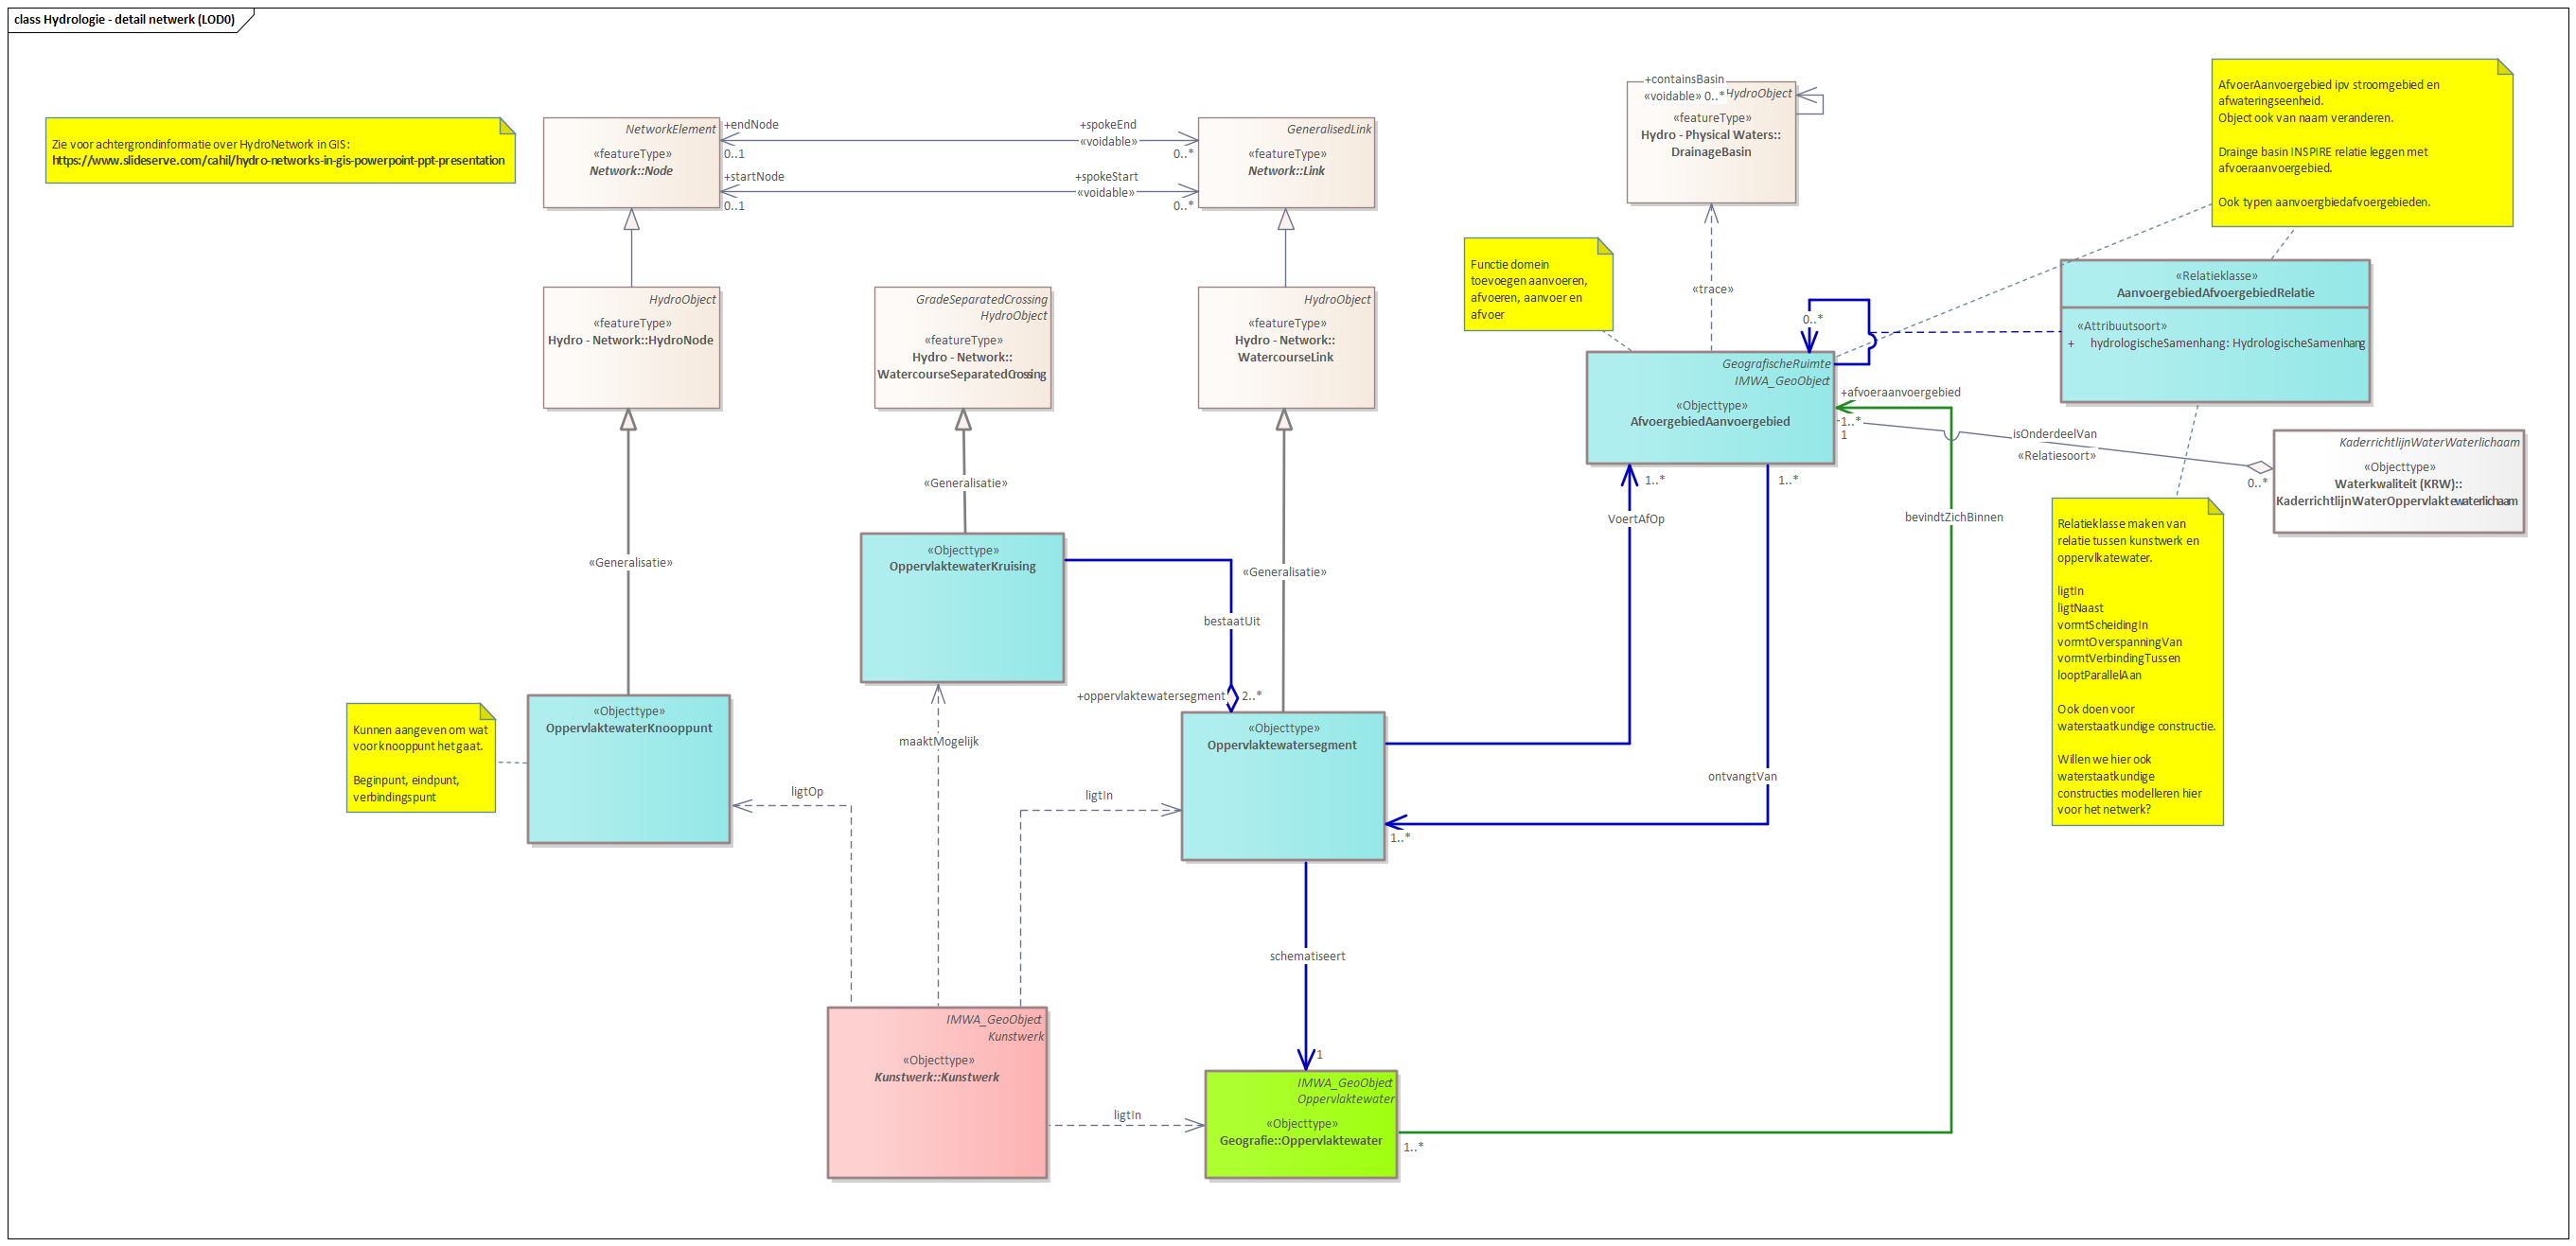 class Hydrologie - detail netwerk (LOD0)
Zie voor achtergrondinformatie over HydroNetwork in GIS:
https://www.slideserve.com/cahil/hydro-networks-in-gis-powerpoint-ppt-presentation
NetworkElement
«featureType»
Network::Node
+endNode
0..1
+startNode
0..1
+spokeEnd
«voidable»
0..*
+spokeStart
«voidable»
0..*
GeneralisedLink
«featureType»
Network::Link
+containsBasin
«voidable» 0..*
HydroObject
«featureType»
Hydro - Physical Waters::
DrainageBasin
AfvoerAanvoergebied ipv stroomgebied en
afwateringseenheid.
Object ook van naam veranderen.
Drainge basin INSPIRE relatie leggen met
afvoeraanvoergebied.
Ook typen aanvoergbiedafvoergebieden.
Functie domein
toevoegen aanvoeren,
afvoeren, aanvoer en
afvoer
«trace»
HydroObject
«featureType»
Hydro - Network::HydroNode
GradeSeparatedCrossing
HydroObject
«featureType»
Hydro - Network::
WatercourseSeparatedCrossing
HydroObject
«featureType»
Hydro - Network::
WatercourseLink
0..*
«Relatieklasse»
AanvoergebiedAfvoergebiedRelatie
«Attribuutsoort»
+ hydrologischeSamenhang: HydrologischeSamenhang
GeografischeRuimte
IMWA_GeoObject
«Objecttype»
AfvoergebiedAanvoergebied
+afvoeraanvoergebied
1..*
1
isOnderdeelVan
«Relatiesoort»
0..*
KaderrichtlijnWaterWaterlichaam
«Objecttype»
Waterkwaliteit (KRW)::
KaderrichtlijnWaterOppervlaktewaterlichaam
«Generalisatie»
«Generalisatie»
«Generalisatie»
1..*
1..*
VoertAfOp
bevindtZichBinnen
«Objecttype»
OppervlaktewaterKruising
bestaatUit
+oppervlaktewatersegment
2..*
Relatieklasse maken van
relatie tussen kunstwerk en
oppervlkatewater.
ligtIn
ligtNaast
vormtScheidingIn
vormtOverspanningVan
vormtVerbindingTussen
looptParallelAan
Ook doen voor
waterstaatkundige constructie.
Willen we hier ook
waterstaatkundige
constructies modelleren hier
voor het netwerk?
Kunnen aangeven om wat
voor knooppunt het gaat.
Beginpunt, eindpunt,
verbindingspunt
«Objecttype»
OppervlaktewaterKnooppunt
maaktMogelijk
«Objecttype»
Oppervlaktewatersegment
ligtOp
ligtIn
ontvangtVan
1..*
schematiseert
1
IMWA_GeoObject
Kunstwerk
«Objecttype»
Kunstwerk::Kunstwerk
ligtIn
IMWA_GeoObject
Oppervlaktewater
«Objecttype»
Geografie::Oppervlaktewater
1..*